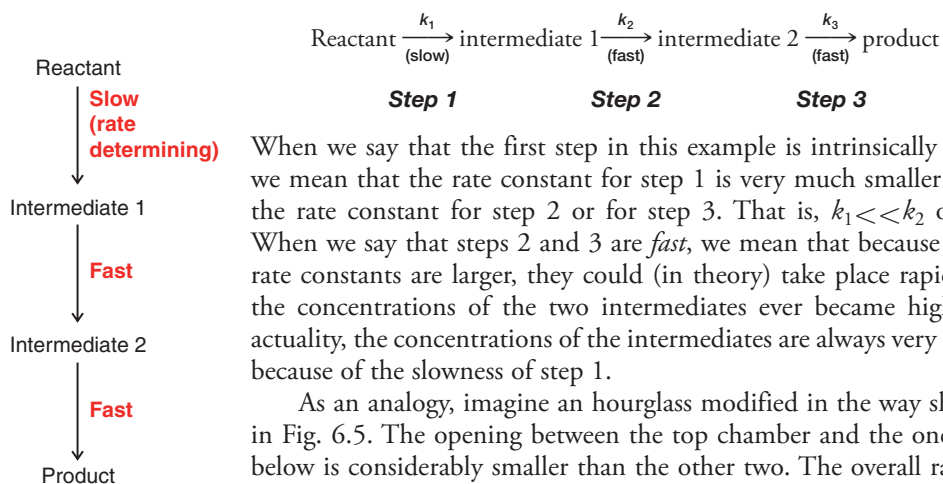 Reactant
Slow
(rate
determining)
Intermediate 1
Fast
Intermediate 2
Fast
Product
Reactant k₁ (slow) intermediate 1 k₂ (fast) intermediate 2 k₃ (fast) product
Step 1 Step 2 Step 3
When we say that the first step in this example is intrinsically
we mean that the rate constant for step 1 is very much smaller
the rate constant for step 2 or for step 3. That is, k₁<<k₂ o
When we say that steps 2 and 3 are fast, we mean that because
rate constants are larger, they could (in theory) take place rapid
the concentrations of the two intermediates ever became high
actuality, the concentrations of the intermediates are always very
because of the slowness of step 1.
As an analogy, imagine an hourglass modified in the way sh
in Fig. 6.5. The opening between the top chamber and the one
below is considerably smaller than the other two. The overall ra